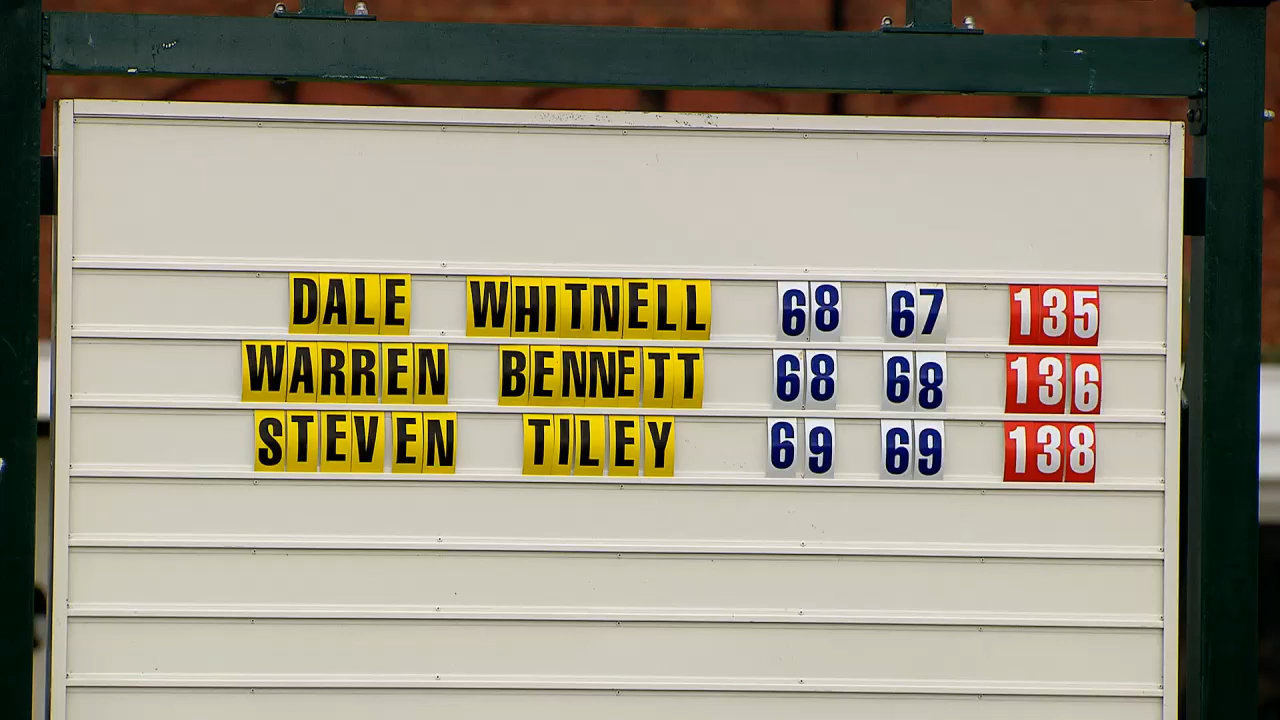 DALE WHITNELL 68 67 135
WARREN BENNETT 68 68 136
STEVEN TILEY 69 69 138